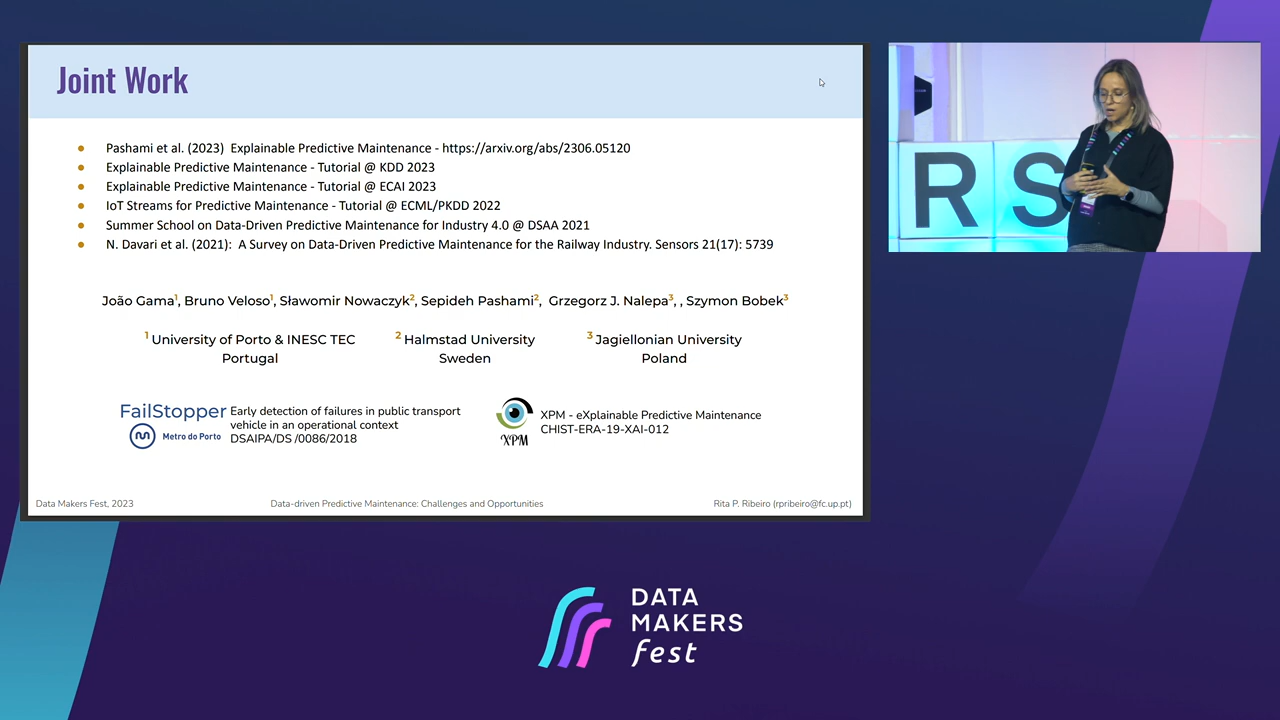 Joint Work
Pashami et al. (2023) Explainable Predictive Maintenance - https://arxiv.org/abs/2306.05120
Explainable Predictive Maintenance - Tutorial @ KDD 2023
Explainable Predictive Maintenance - Tutorial @ ECAI 2023
IoT Streams for Predictive Maintenance - Tutorial @ ECML/PKDD 2022
Summer School on Data-Driven Predictive Maintenance for Industry 4.0 @ DSAA 2021
N. Davari et al. (2021): A Survey on Data-Driven Predictive Maintenance for the Railway Industry. Sensors 21(17): 5739
João Gama¹, Bruno Veloso¹, Sławomir Nowaczyk², Sepideh Pashami², Grzegorz J. Nalepa³, , Szymon Bobek³
¹ University of Porto & INESC TEC
Portugal
² Halmstad University
Sweden
³ Jagiellonian University
Poland
FailStopper
Metro do Porto
Early detection of failures in public transport
vehicle in an operational context
DSAIPA/DS /0086/2018
XPM
XPM - eXplainable Predictive Maintenance
CHIST-ERA-19-XAI-012
Data Makers Fest, 2023
Data-driven Predictive Maintenance: Challenges and Opportunities
Rita P. Ribeiro (rpribeiro@fc.up.pt)
R S
DATA
MAKERS
fest